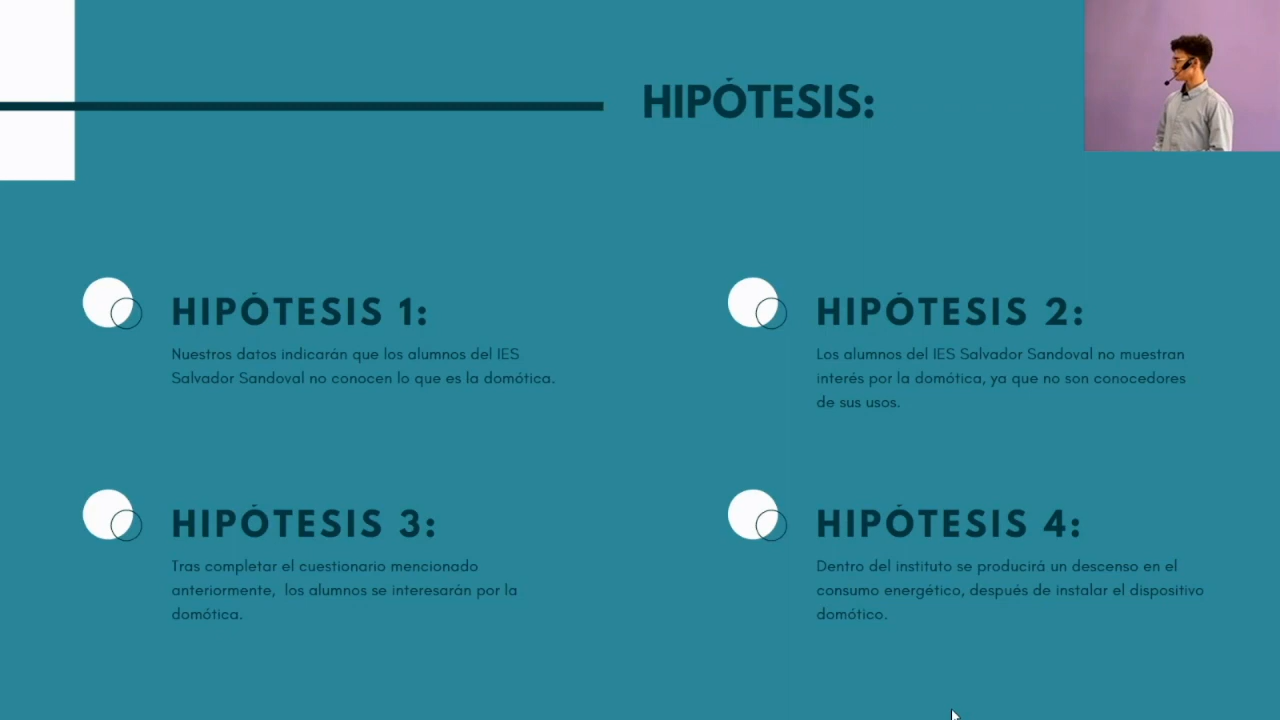 HIPÓTESIS:
HIPÓTESIS 1:
Nuestros datos indicarán que los alumnos del IES
Salvador Sandoval no conocen lo que es la domótica.
HIPÓTESIS 2:
Los alumnos del IES Salvador Sandoval no muestran
interés por la domótica, ya que no son conocedores
de sus usos.
HIPÓTESIS 3:
Tras completar el cuestionario mencionado
anteriormente,  los alumnos se interesarán por la
domótica.
HIPÓTESIS 4:
Dentro del instituto se producirá un descenso en el
consumo energético, después de instalar el dispositivo
domótico.